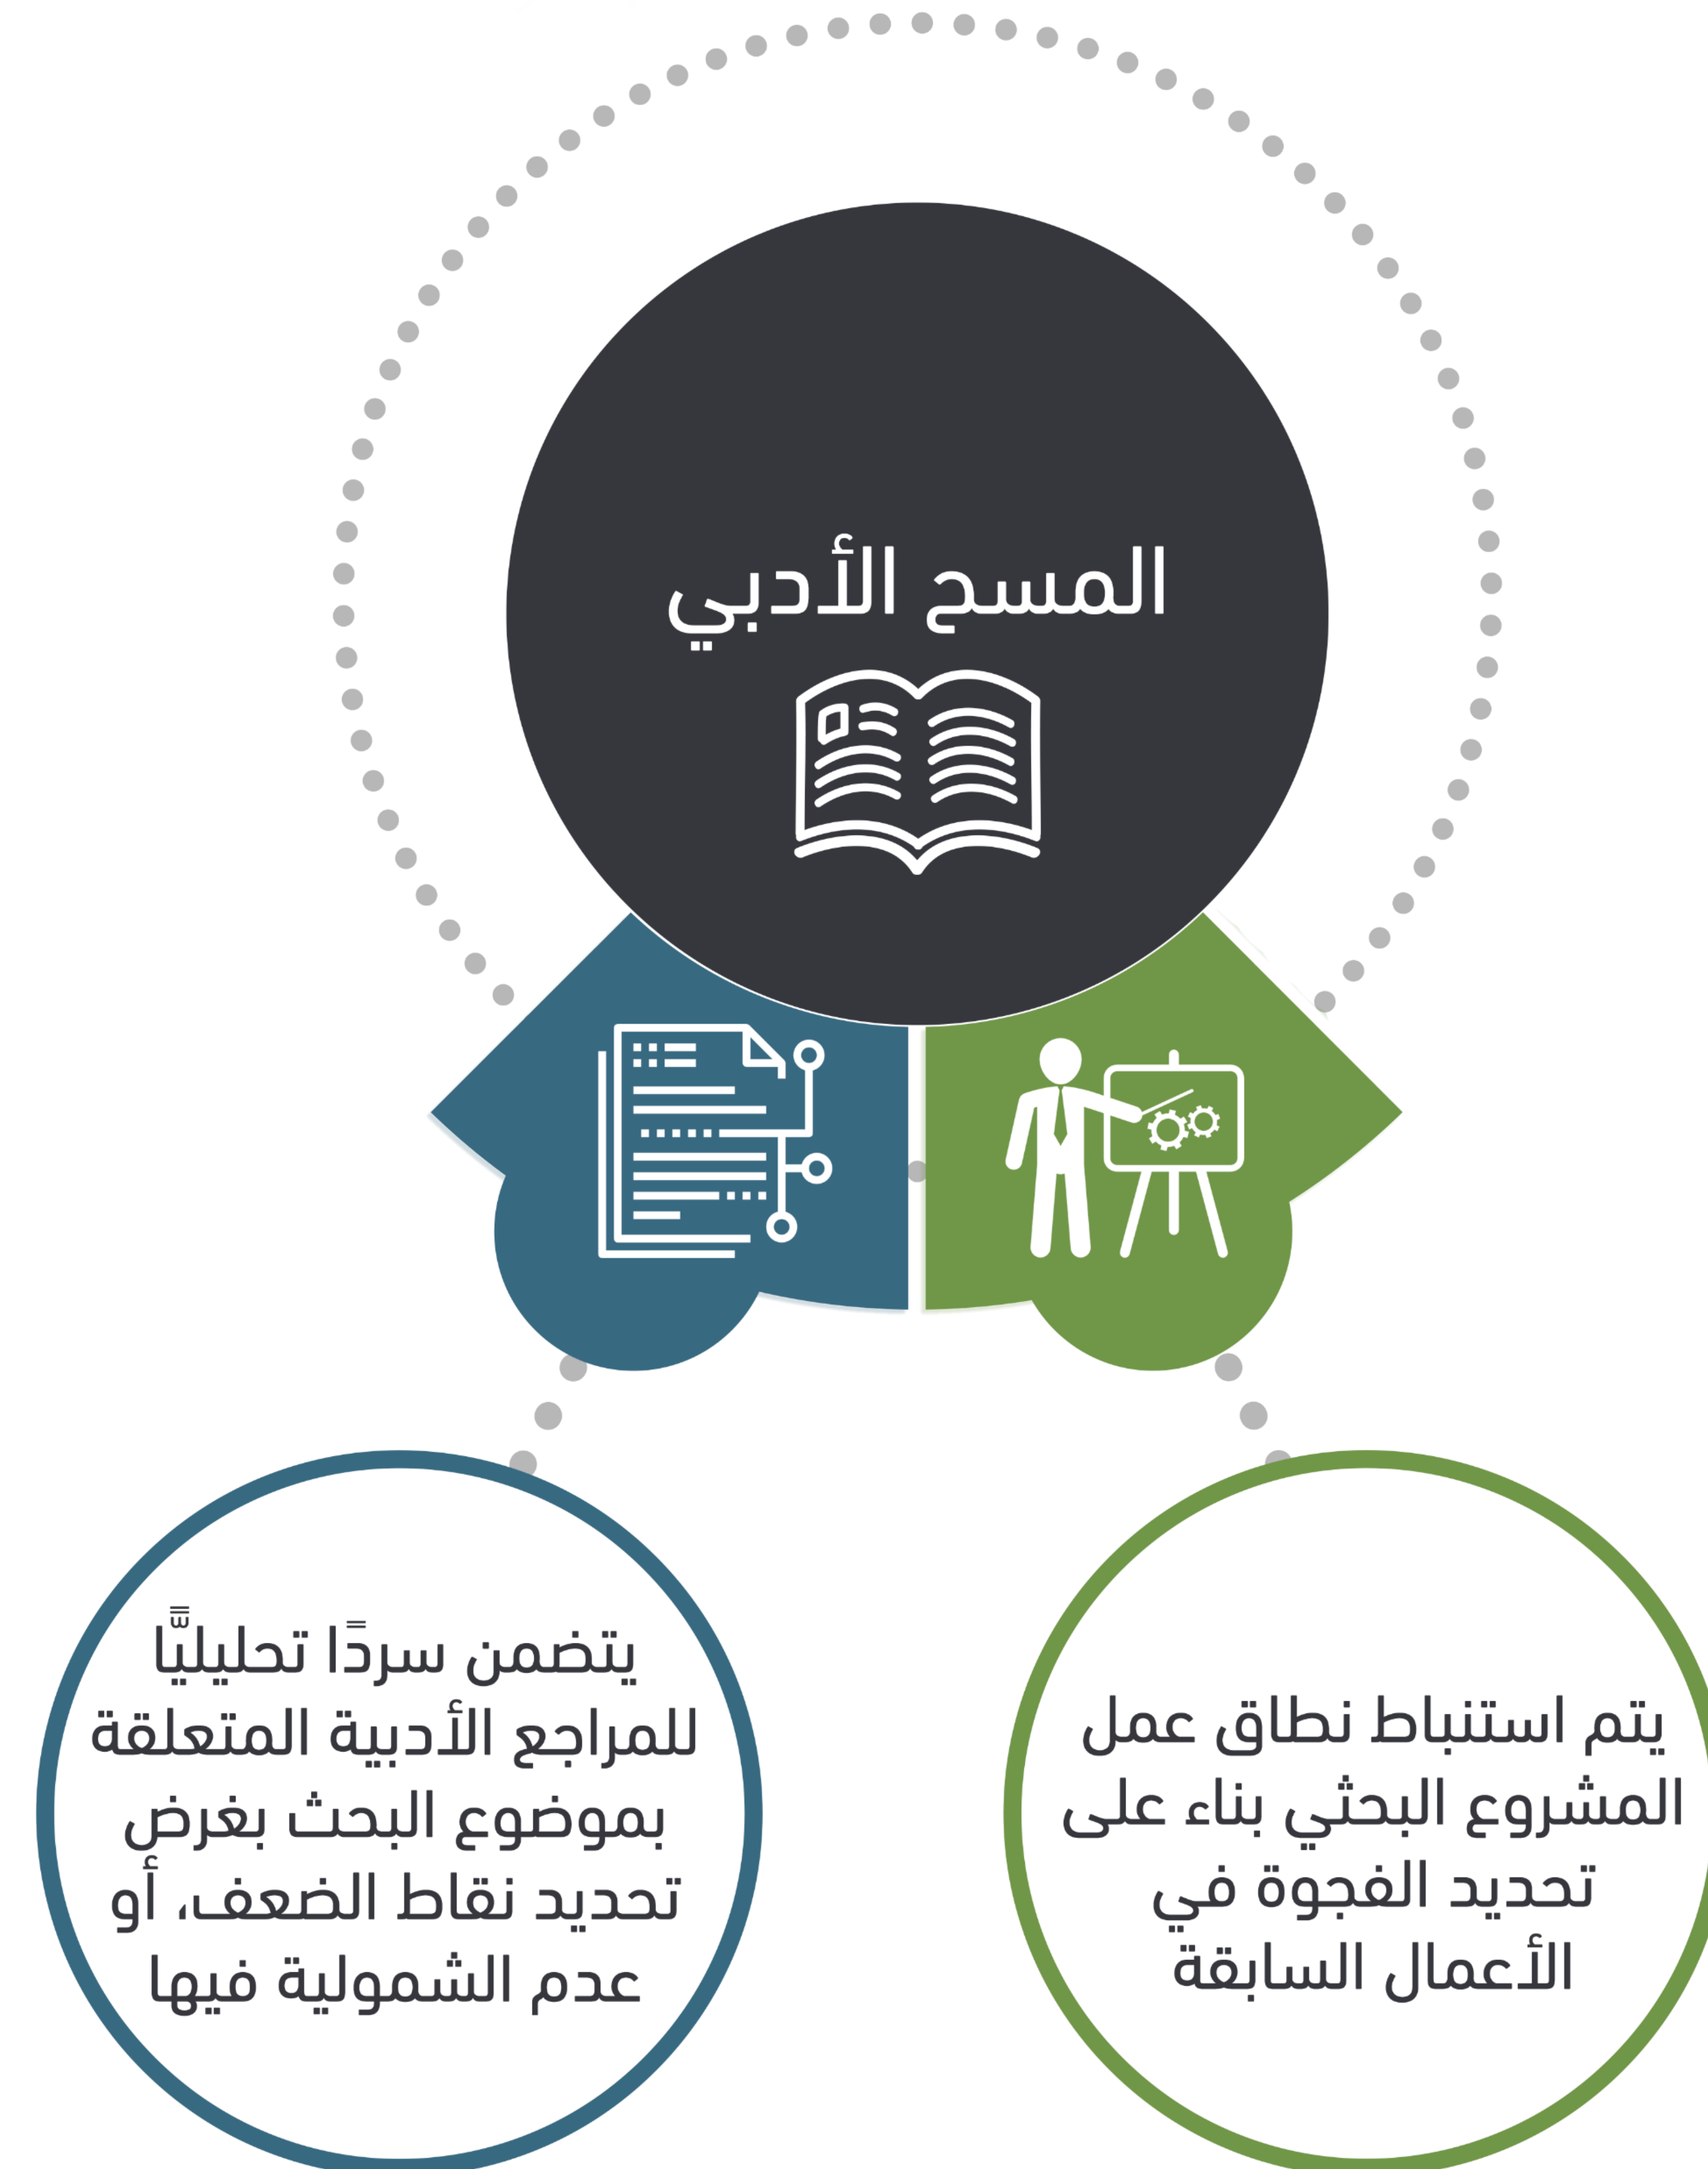 المسح الأدبي
يتم استنباط نطاق عمل
المشروع البحثي بناء على
تحديد الفجوة في
الأعمال السابقة
يتضمن سردًا تحليليًّا
للمراجع الأدبية المتعلقة
بموضوع البحث بغرض
تحديد نقاط الضعف، أو
عدم الشمولية فيها